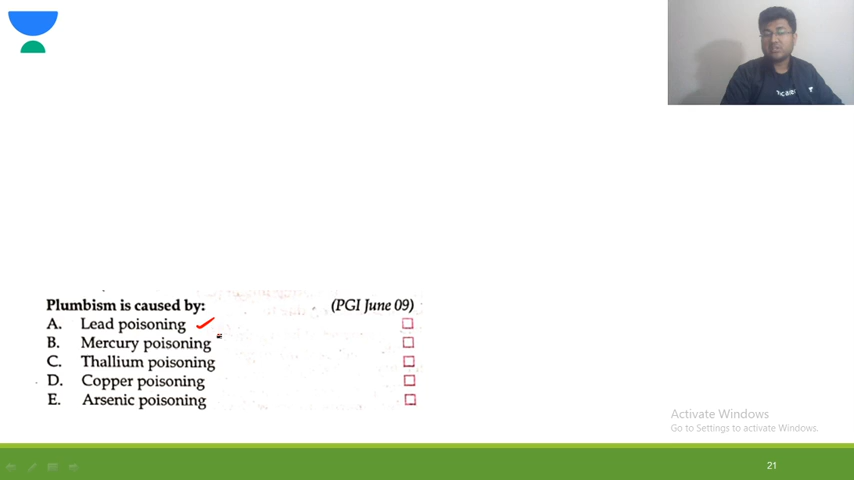 Plumbism is caused by: (PGI June 09)
A. Lead poisoning
B. Mercury poisoning
C. Thallium poisoning
D. Copper poisoning
E. Arsenic poisoning
Activate Windows
Go to Settings to activate Windows.
21